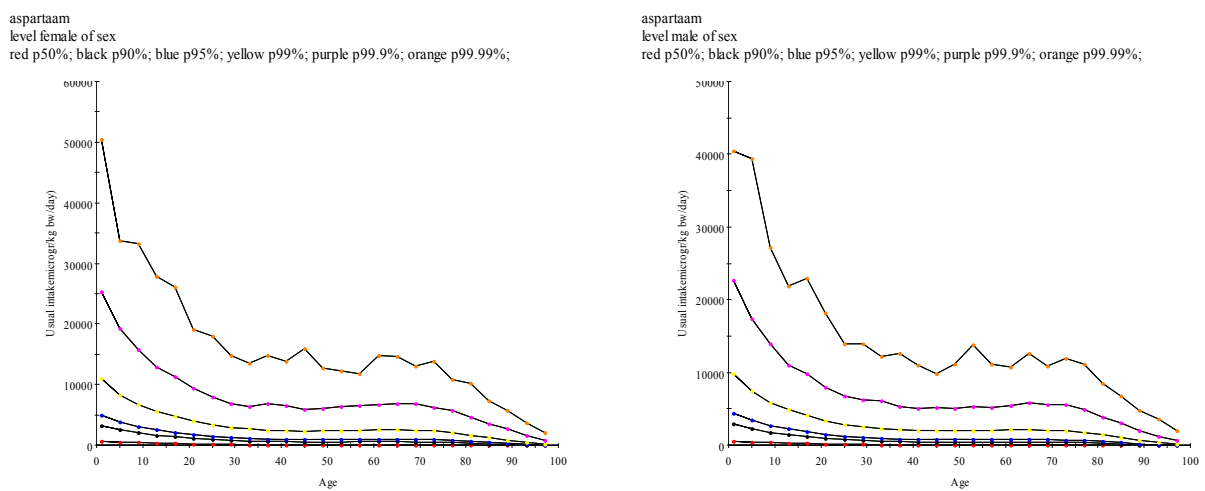 aspartaam
level female of sex
red p50%; black p90%; blue p95%; yellow p99%; purple p99.9%; orange p99.99%;
60000
50000
40000
30000
20000
10000
0
Usual intakemicrogr/kg bw/day)
0 10 20 30 40 50 60 70 80 90 100
Age
aspartaam
level male of sex
red p50%; black p90%; blue p95%; yellow p99%; purple p99.9%; orange p99.99%;
50000
40000
30000
20000
10000
0
Usual intakemicrogr/kg bw/day)
0 10 20 30 40 50 60 70 80 90 100
Age